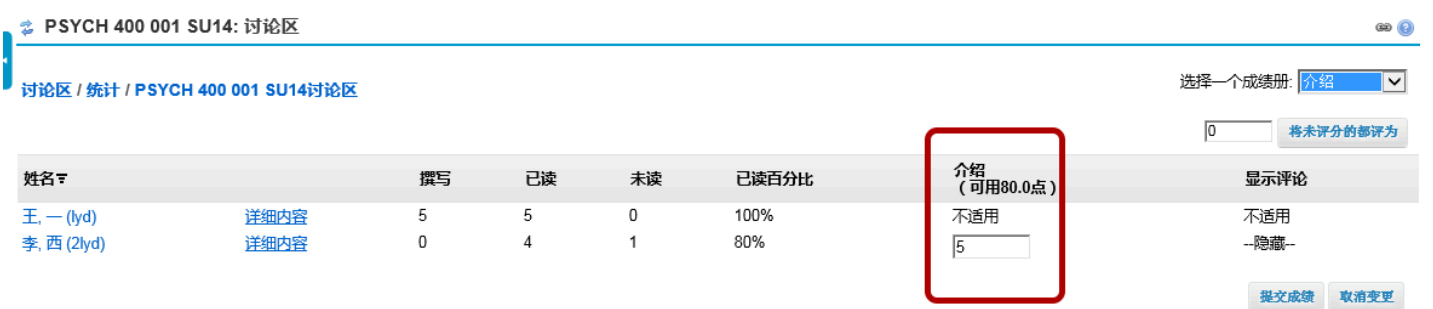 PSYCH 400 001 SU14: 讨论区
讨论区 / 统计 / PSYCH 400 001 SU14讨论区
选择一个成绩册: 介绍
0 将未评分的都评为
姓名 撰写 已读 未读 已读百分比 介绍 (可用80.0点) 显示评论
王, 一 (lyd) 详细内容 5 5 0 100% 不适用 不适用
李, 西 (2lyd) 详细内容 0 4 1 80% 5 --隐藏--
提交成绩 取消变更